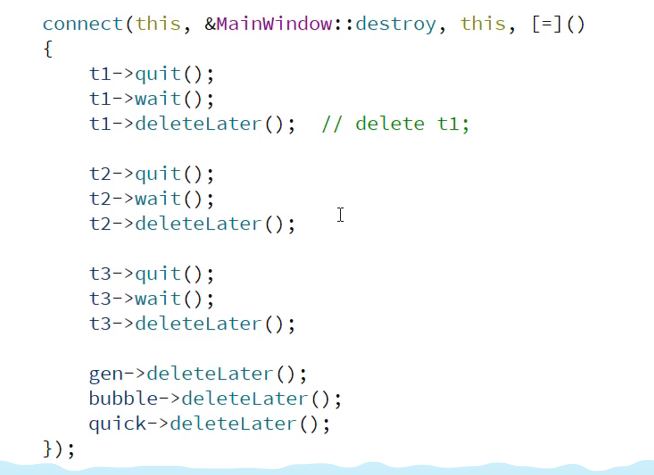 connect(this, &MainWindow::destroy, this, [=]()
{
    t1->quit();
    t1->wait();
    t1->deleteLater();  // delete t1;

    t2->quit();
    t2->wait();
    t2->deleteLater();

    t3->quit();
    t3->wait();
    t3->deleteLater();

    gen->deleteLater();
    bubble->deleteLater();
    quick->deleteLater();
});